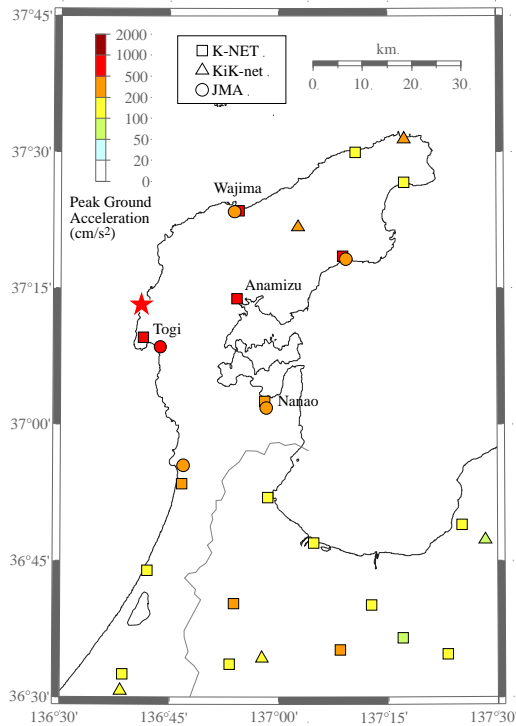 37°45'
2000
1000
500
200
100
50
20
0
Peak Ground
Acceleration
(cm/s2)
K-NET
KiK-net
JMA
km.
0. 10. 20. 30.
37°30'
Wajima
37°15'
Anamizu
Togi
37°00'
Nanao
36°45'
36°30'
136°30' 136°45' 137°00' 137°15' 137°30'